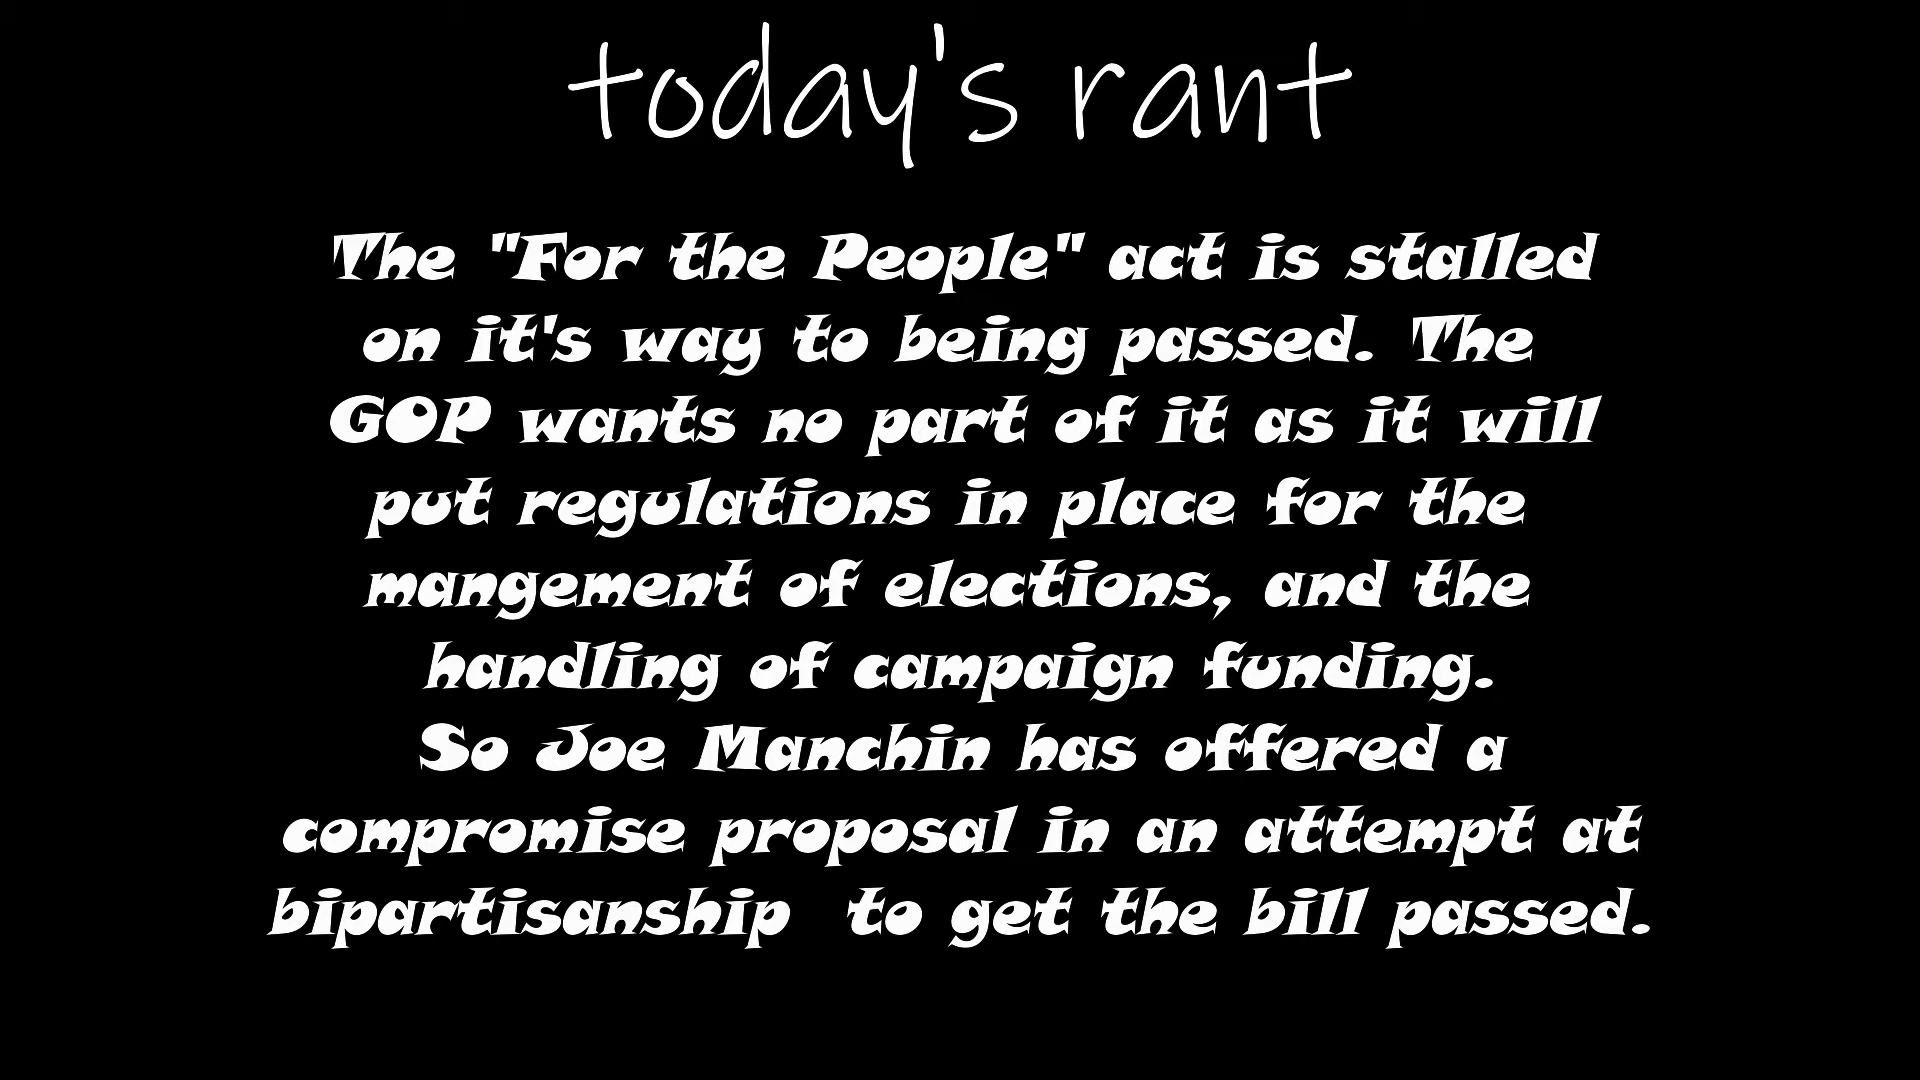 today's rant
The "For the People" act is stalled
on it's way to being passed. The
GOP wants no part of it as it will
put regulations in place for the
mangement of elections, and the
handling of campaign funding.
So Joe Manchin has offered a
compromise proposal in an attempt at
bipartisanship  to get the bill passed.